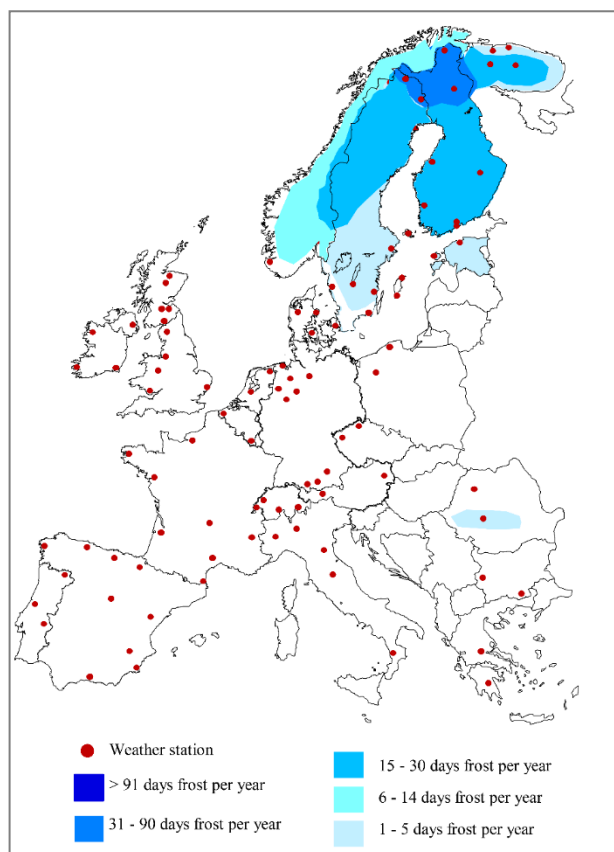 Weather station
> 91 days frost per year
31 - 90 days frost per year
15 - 30 days frost per year
6 - 14 days frost per year
1 - 5 days frost per year